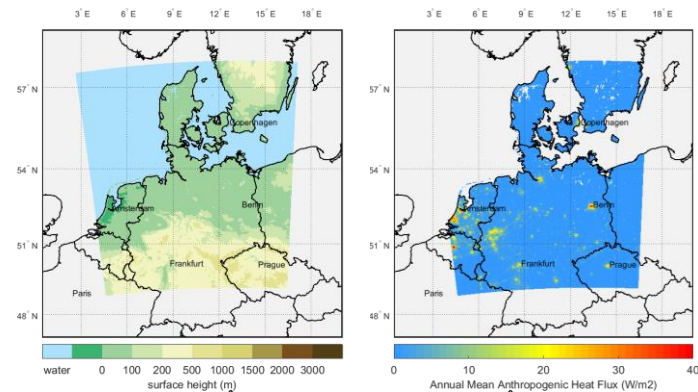 3° E 6° E 9° E 12° E 15° E
57° N
54° N
51° N
48° N
Copenhagen
Amsterdam
Berlin
Frankfurt
Prague
Paris
water 0 100 200 500 1000 1500 2000 3000
surface height (m)
3° E 6° E 9° E 12° E 15° E
57° N
54° N
51° N
48° N
Copenhagen
Amsterdam
Berlin
Frankfurt
Prague
Paris
0 10 20 30 40
Annual Mean Anthropogenic Heat Flux (W/m2)